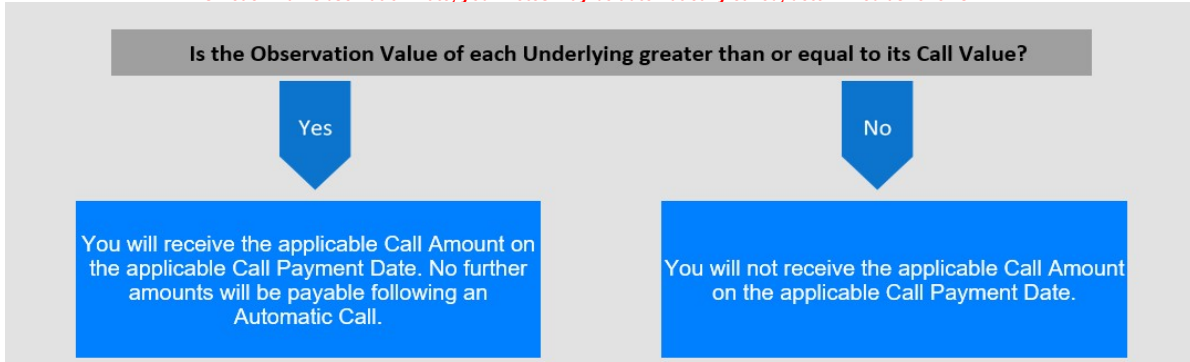 Is the Observation Value of each Underlying greater than or equal to its Call Value?
Yes
No
You will receive the applicable Call Amount on
the applicable Call Payment Date. No further
amounts will be payable following an
Automatic Call.
You will not receive the applicable Call Amount
on the applicable Call Payment Date.